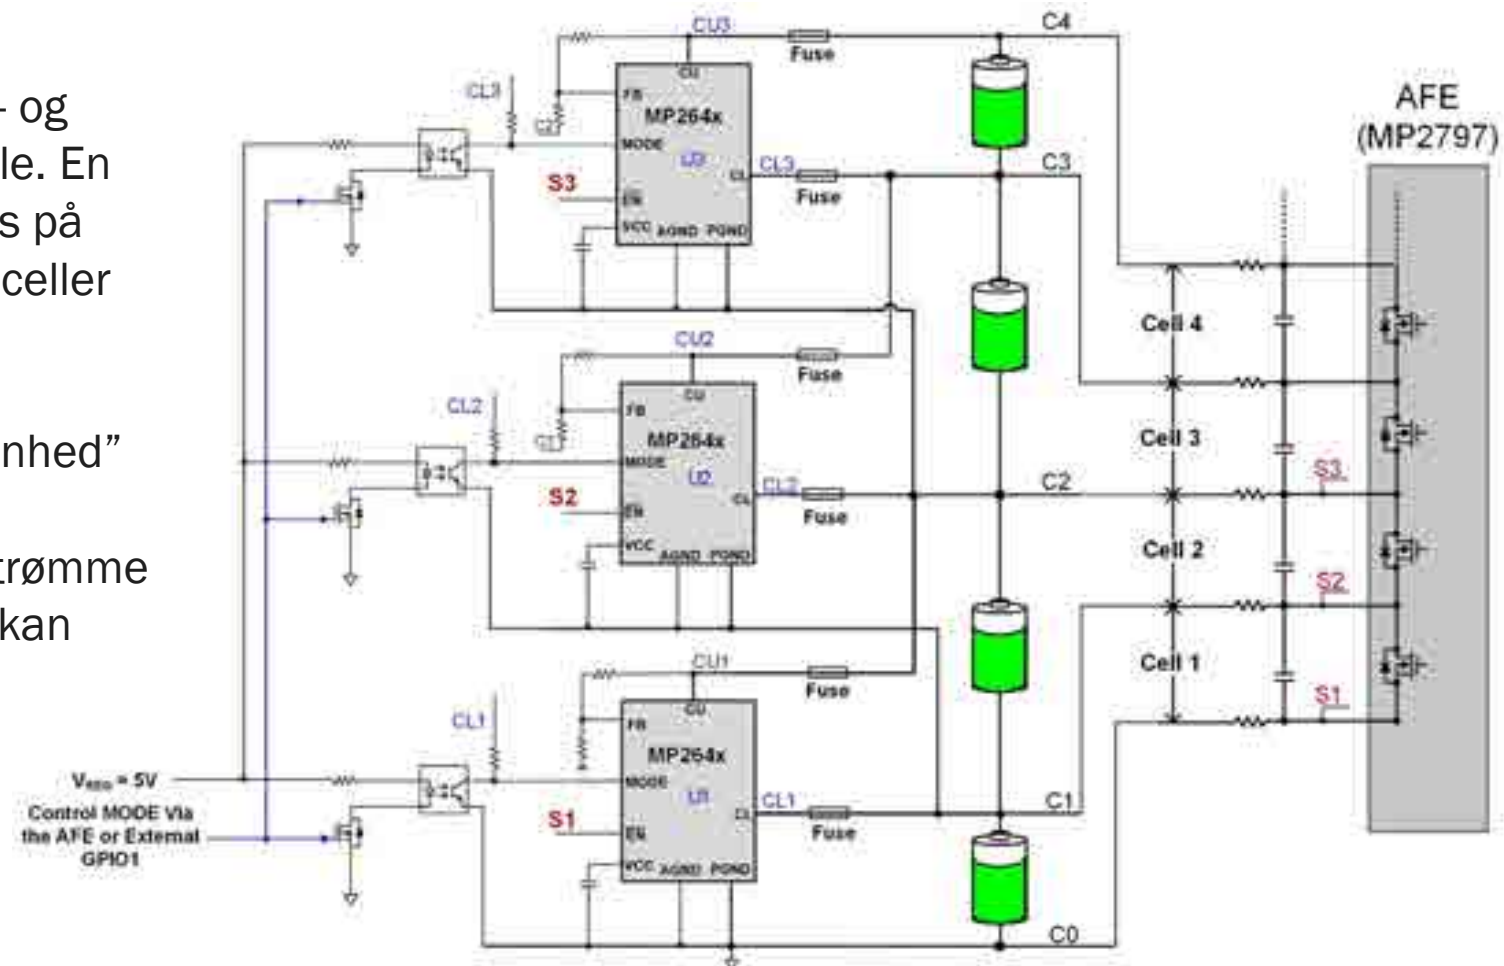 - og
le. En
s på
celler
nhed”
trømme
kan
CU3
Fuse
C4
CU
CL3
FB
MP264x
MODE
U3
CL3
CL
Fuse
C3
S3
EN
VCC AGND PGND
CU2
Fuse
CU
CL2
FB
MP264x
MODE
U2
CL2
CL
Fuse
C2
S2
EN
VCC
AGND PGND
CU1
Fuse
CU
CL1
FB
MP264x
MODE
U1
CL1
CL
Fuse
C1
S1
EN
VCC AGND PGND
C0
= 5V
Control MODE Via
the AFE or External
GPIO1
AFE
(MP2797)
Cell 4
Cell 3
S3
Cell 2
S2
Cell 1
S1